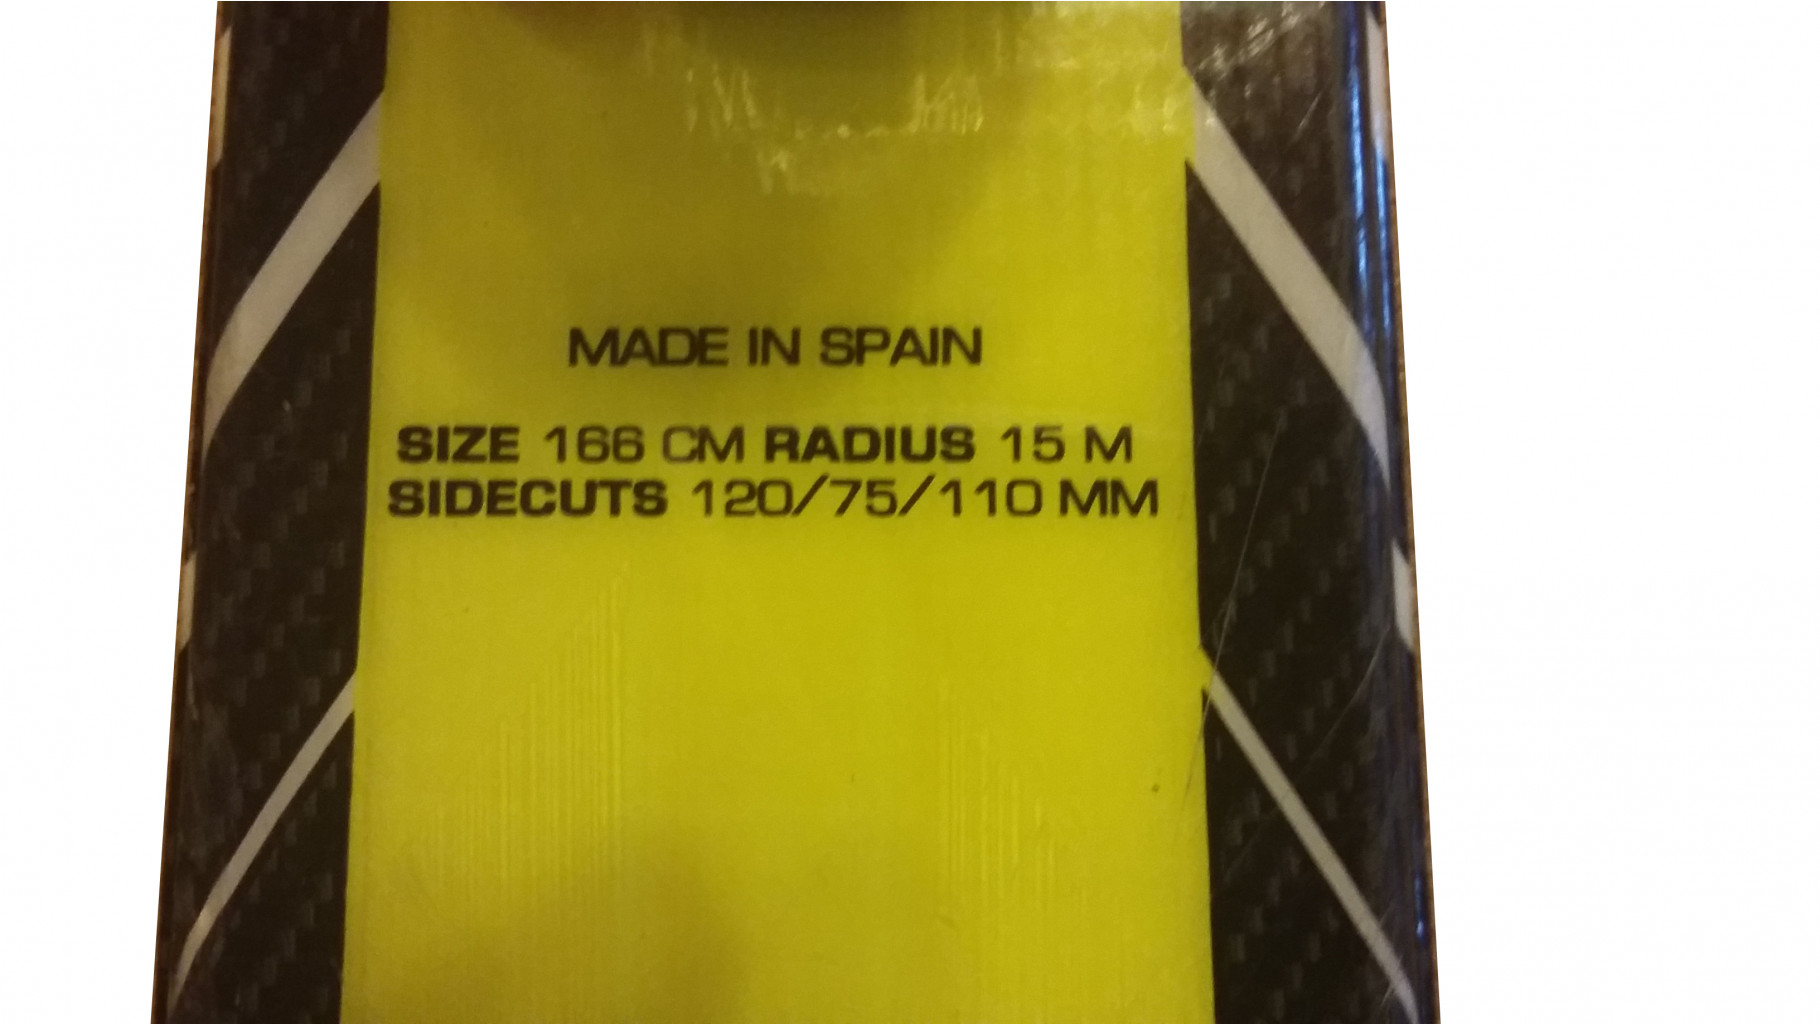 MADE IN SPAIN
SIZE 166 CM RADIUS 15 M
SIDECUTS 120/75/110 MM